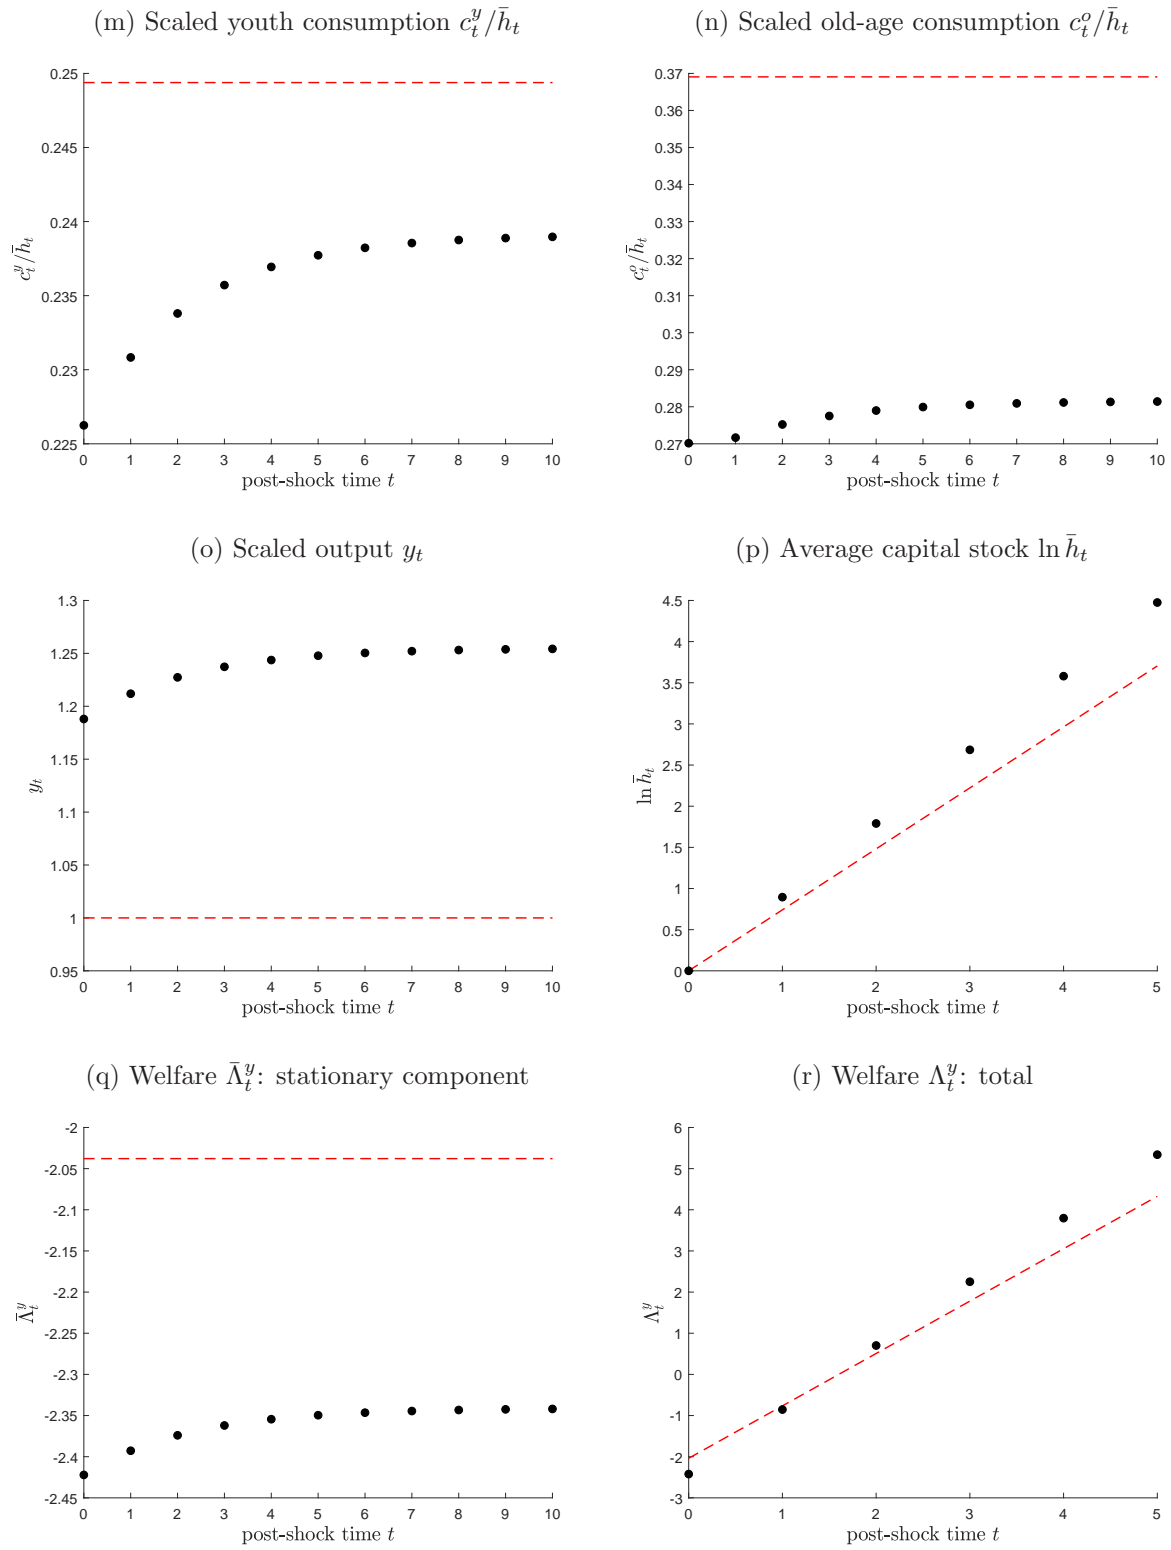 (m) Scaled youth consumption c_t^y/h̄_t
0.25
0.245
0.24
0.235
0.23
0.225
c_t^y/h̄_t
0 1 2 3 4 5 6 7 8 9 10
post-shock time t
(n) Scaled old-age consumption c_t^o/h̄_t
0.37
0.36
0.35
0.34
0.33
0.32
0.31
0.3
0.29
0.28
0.27
c_t^o/h̄_t
0 1 2 3 4 5 6 7 8 9 10
post-shock time t
(o) Scaled output y_t
1.3
1.25
1.2
1.15
1.1
1.05
1
0.95
y_t
0 1 2 3 4 5 6 7 8 9 10
post-shock time t
(p) Average capital stock ln h̄_t
4.5
4
3.5
3
2.5
2
1.5
1
0.5
0
ln h̄_t
0 1 2 3 4 5
post-shock time t
(q) Welfare Λ̄_t^y: stationary component
-2
-2.05
-2.1
-2.15
-2.2
-2.25
-2.3
-2.35
-2.4
-2.45
Λ̄_t^y
0 1 2 3 4 5 6 7 8 9 10
post-shock time t
(r) Welfare Λ_t^y: total
6
5
4
3
2
1
0
-1
-2
-3
Λ_t^y
0 1 2 3 4 5
post-shock time t